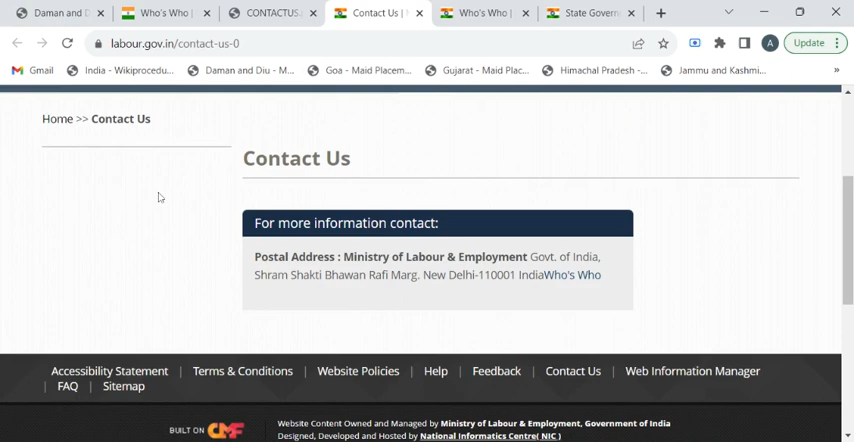 Daman and D
Who's Who |
CONTACTUS.
Contact Us | M
Who's Who |
State Govern
labour.gov.in/contact-us-0
A
Update
Gmail
India - Wikiprocedu...
Daman and Diu - M...
Goa - Maid Placem...
Gujarat - Maid Plac...
Himachal Pradesh -...
Jammu and Kashmi...
»
Home >> Contact Us
Contact Us
For more information contact:
Postal Address : Ministry of Labour & Employment Govt. of India,
Shram Shakti Bhawan Rafi Marg. New Delhi-110001 IndiaWho's Who
Accessibility Statement | Terms & Conditions | Website Policies | Help | Feedback | Contact Us | Web Information Manager
| FAQ | Sitemap
BUILT ON CMF
Website Content Owned and Managed by Ministry of Labour & Employment, Government of India
Designed, Developed and Hosted by National Informatics Centre( NIC )